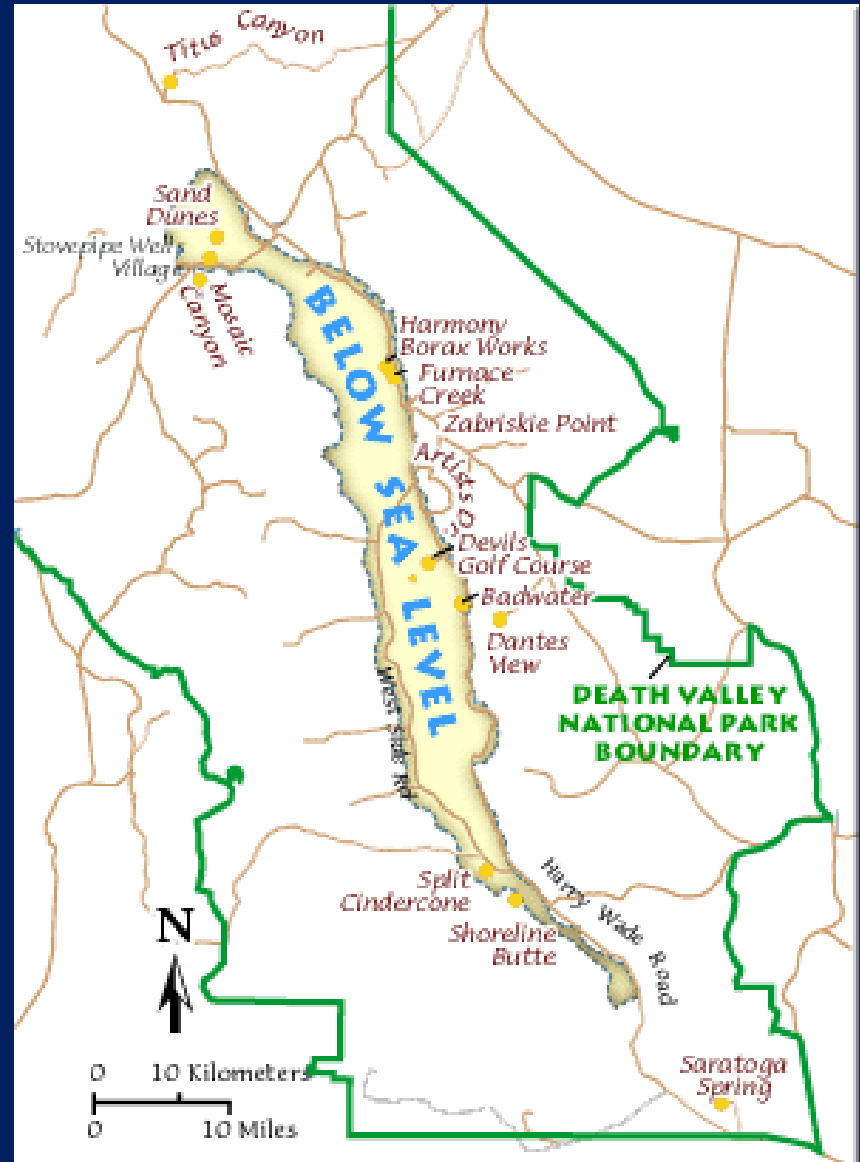 Titus Canyon
Sand
Dunes
Stovepipe Wells
Village
Mosaic
Canyon
BELOW SEA LEVEL
Harmony
Borax Works
Furnace
Creek
Zabriskie Point
Artists
Devils
Golf Course
Badwater
Dantes
View
DEATH VALLEY
NATIONAL PARK
BOUNDARY
West Side Rd
Split
Cindercone
Harry Wade Road
Shoreline
Butte
N
Saratoga
Spring
0 10 Kilometers
0 10 Miles